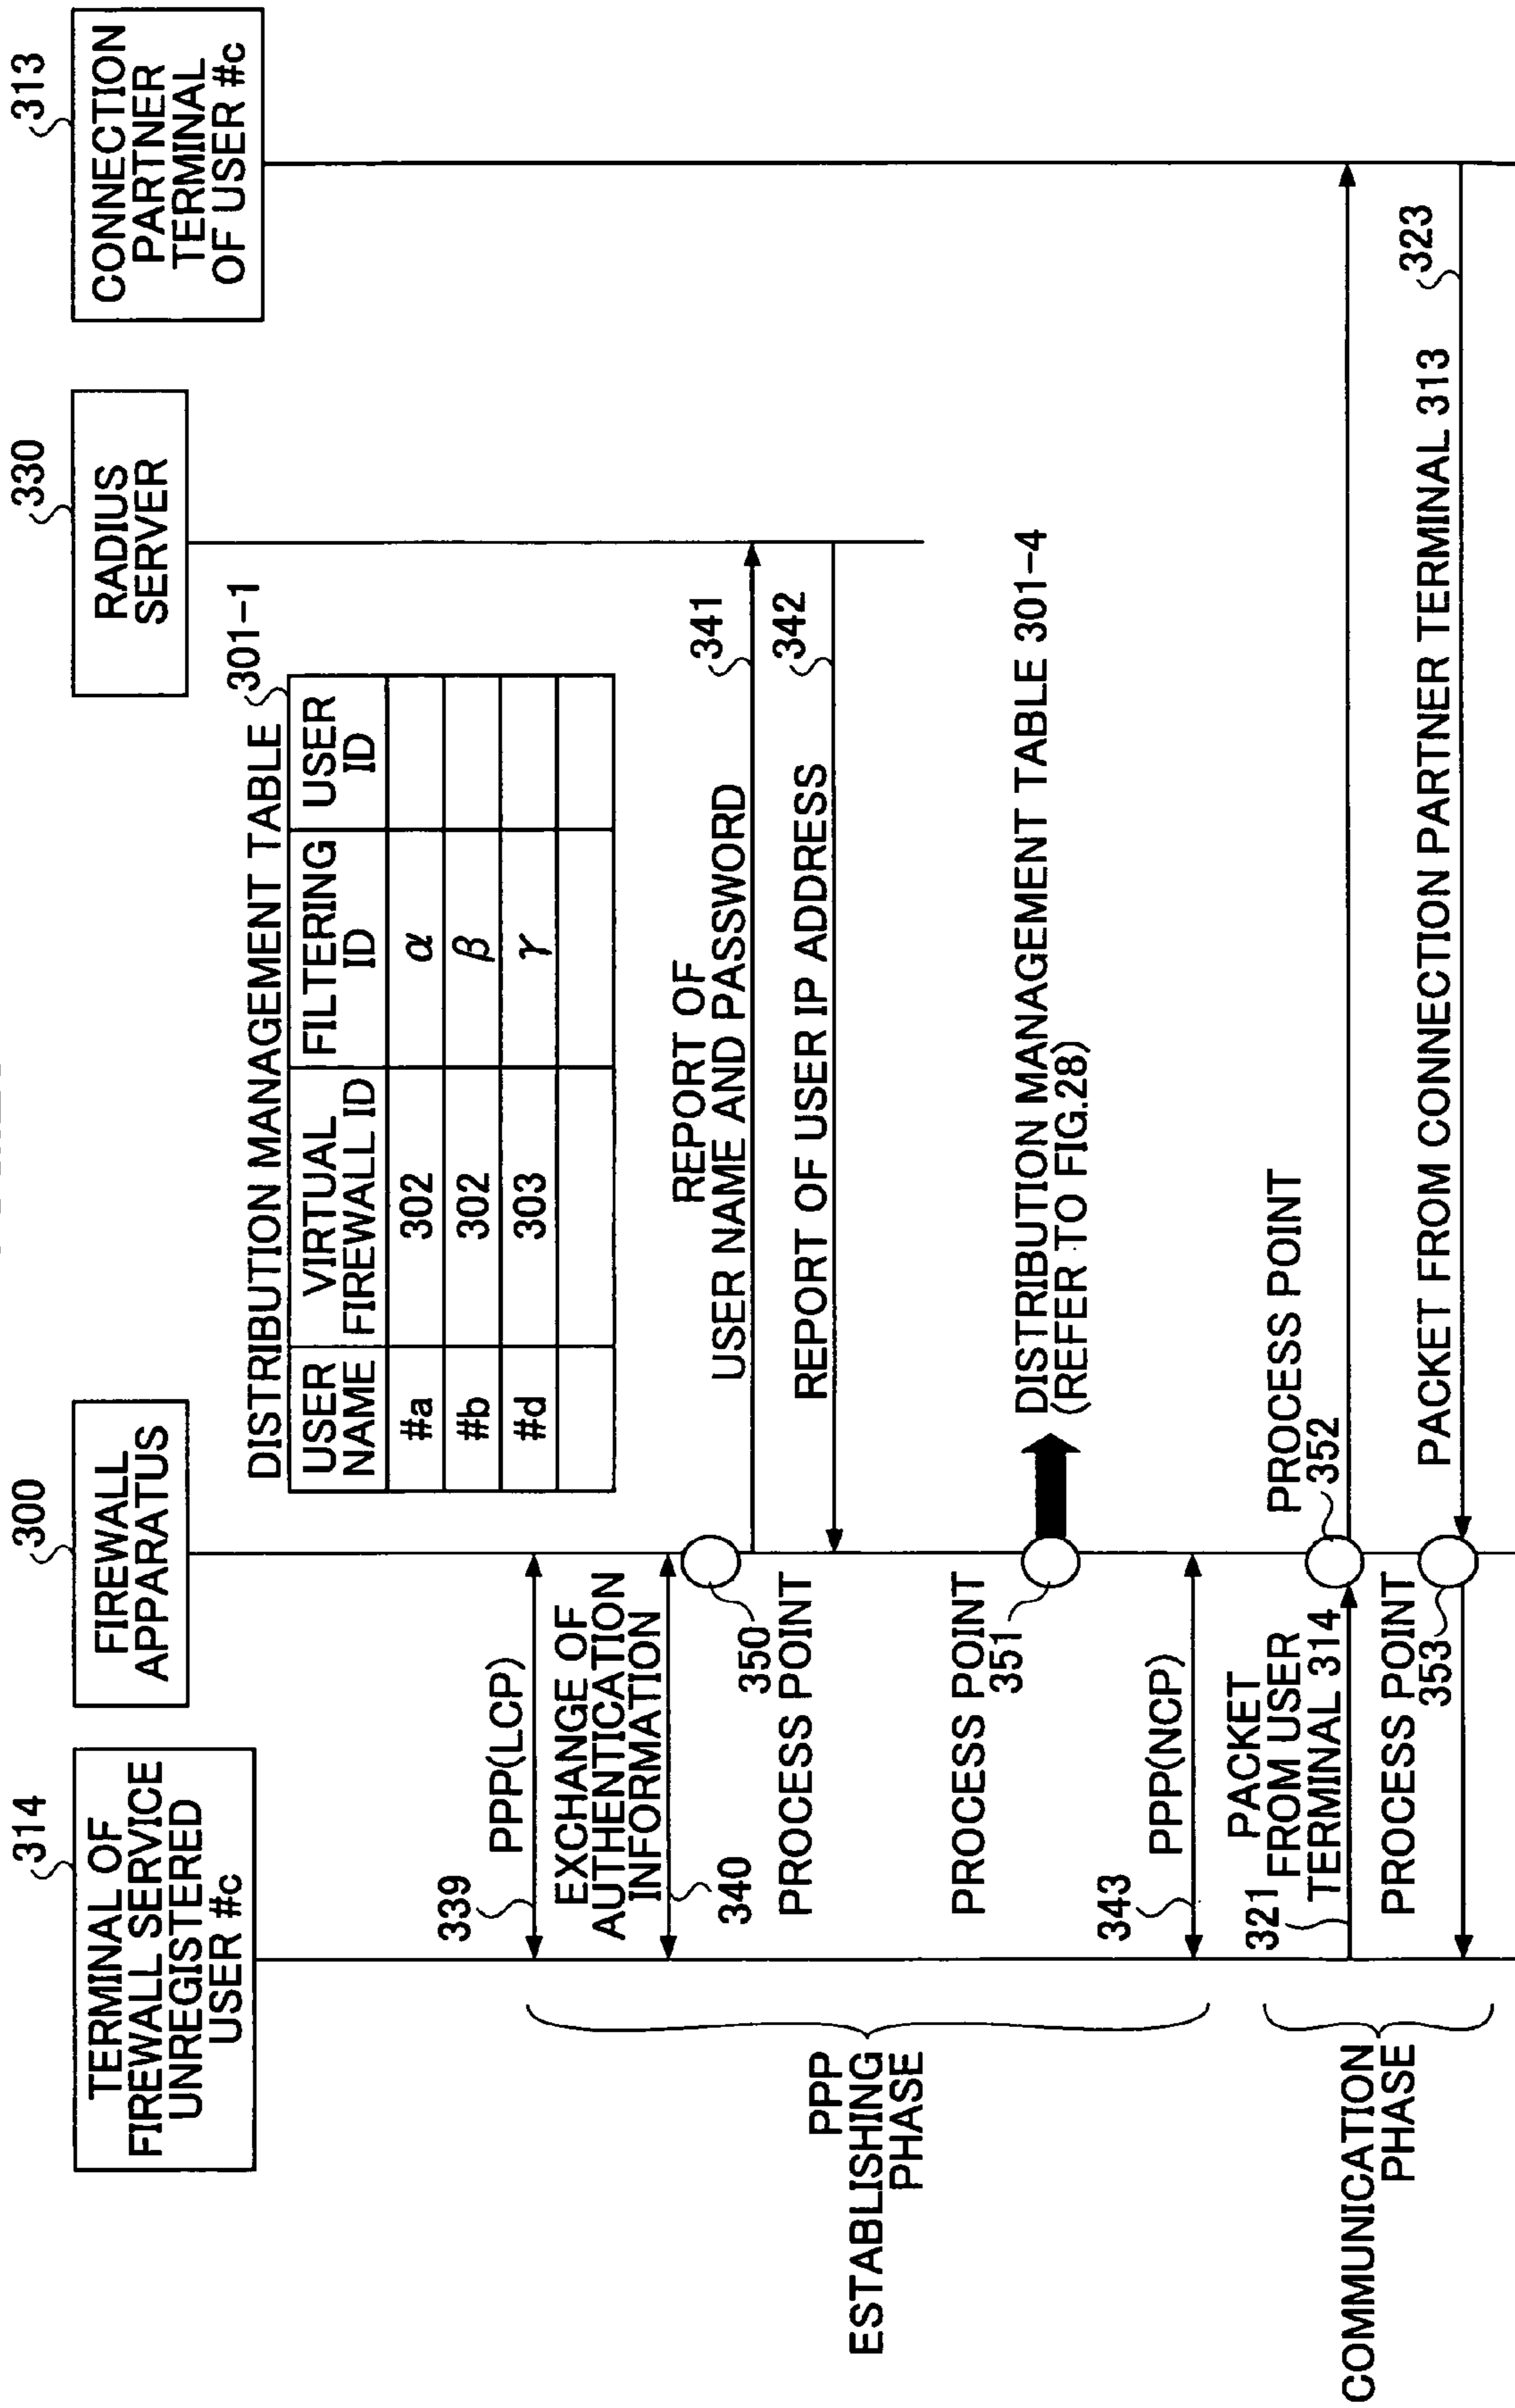 314
TERMINAL OF
FIREWALL SERVICE
UNREGISTERED
USER #c
300
FIREWALL
APPARATUS
330
RADIUS
SERVER
313
CONNECTION
PARTNER
TERMINAL
OF USER #c
DISTRIBUTION MANAGEMENT TABLE
301-1
USER NAME VIRTUAL FIREWALL ID FILTERING ID USER ID
#a 302 α
#b 302 β
#d 303 γ
PPP
ESTABLISHING
PHASE
339
PPP(LCP)
EXCHANGE OF
AUTHENTICATION
INFORMATION
340
350
PROCESS POINT
REPORT OF
USER NAME AND PASSWORD
341
REPORT OF USER IP ADDRESS
342
PROCESS POINT
351
DISTRIBUTION MANAGEMENT TABLE 301-4
(REFER TO FIG.28)
343
PPP(NCP)
COMMUNICATION
PHASE
321
PACKET
FROM USER
TERMINAL 314
PROCESS POINT
352
PROCESS POINT
353
PACKET FROM CONNECTION PARTNER TERMINAL 313
323